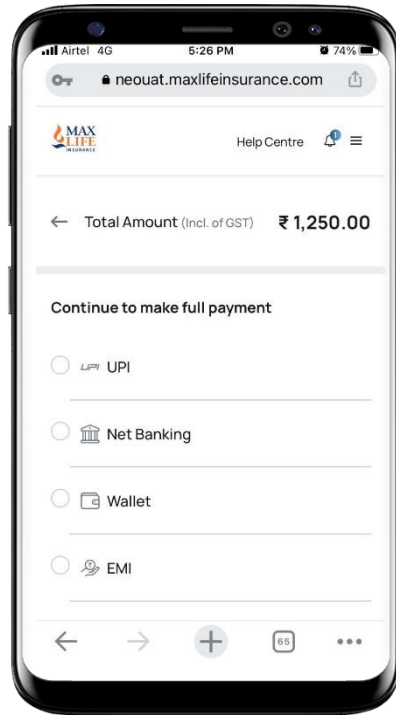 Airtel 4G 5:26 PM 74%
neouat.maxlifeinsurance.com
MAX
LIFE
INSURANCE
Help Centre 1
Total Amount (Incl. of GST) ₹ 1,250.00
Continue to make full payment
UPI UPI
Net Banking
Wallet
EMI
65